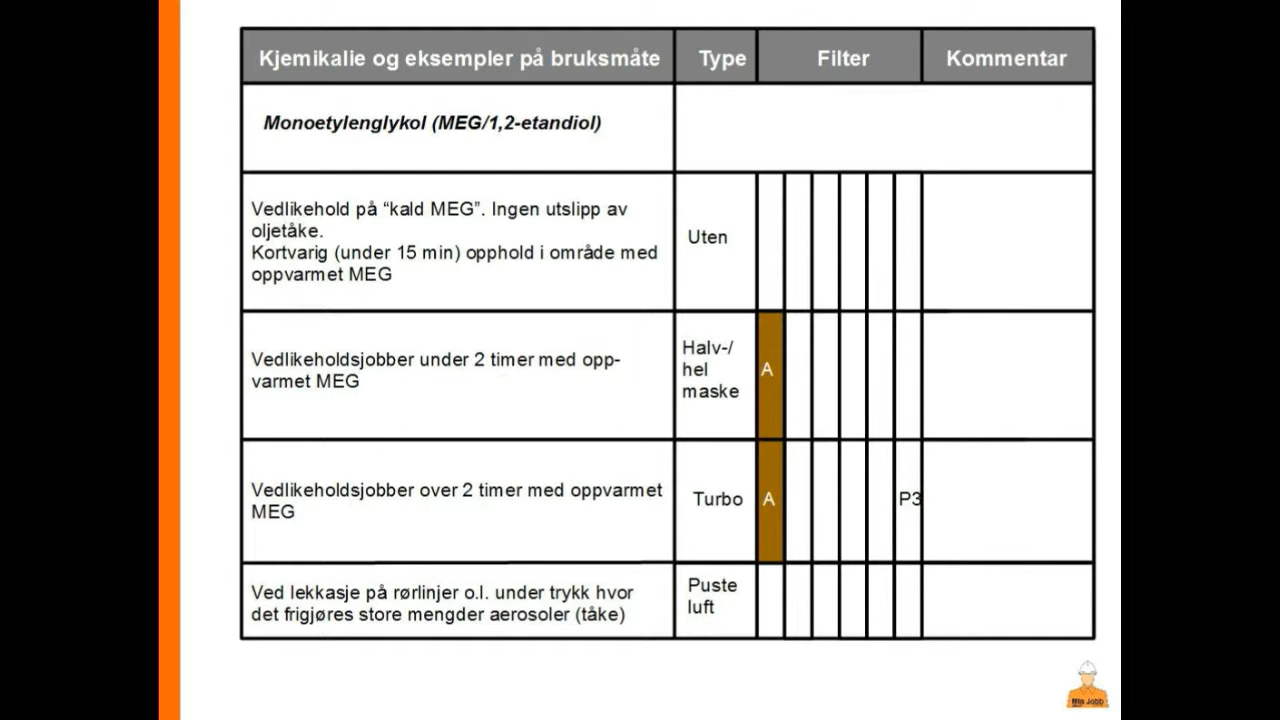 Kjemikalie og eksempler på bruksmåte Type Filter Kommentar
Monoetylenglykol (MEG/1,2-etandiol)
Vedlikehold på “kald MEG”. Ingen utslipp av
oljetåke.
Kortvarig (under 15 min) opphold i område med
oppvarmet MEG
Uten
Vedlikeholdsjobber under 2 timer med opp-
varmet MEG
Halv-/
hel
maske
A
Vedlikeholdsjobber over 2 timer med oppvarmet
MEG
Turbo
A
P3
Ved lekkasje på rørlinjer o.l. under trykk hvor
det frigjøres store mengder aerosoler (tåke)
Puste
luft
Min Jobb